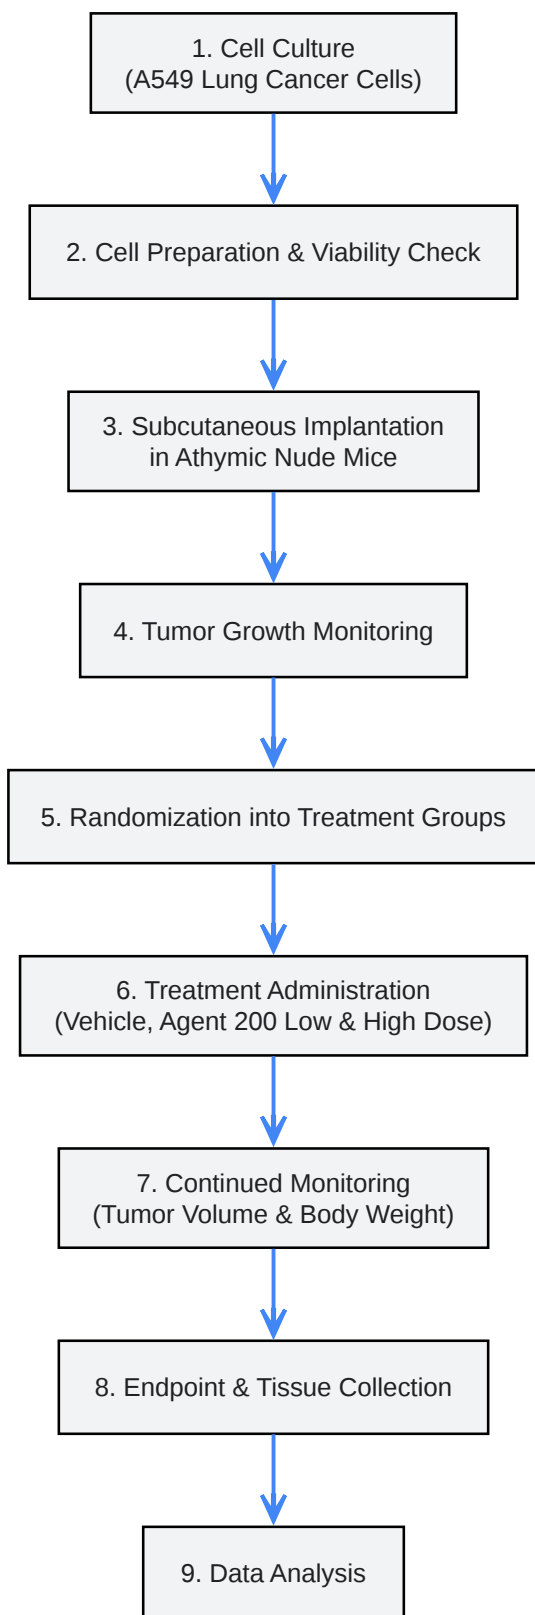 1. Cell Culture
(A549 Lung Cancer Cells)
2. Cell Preparation & Viability Check
3. Subcutaneous Implantation
in Athymic Nude Mice
4. Tumor Growth Monitoring
5. Randomization into Treatment Groups
6. Treatment Administration
(Vehicle, Agent 200 Low & High Dose)
7. Continued Monitoring
(Tumor Volume & Body Weight)
8. Endpoint & Tissue Collection
9. Data Analysis